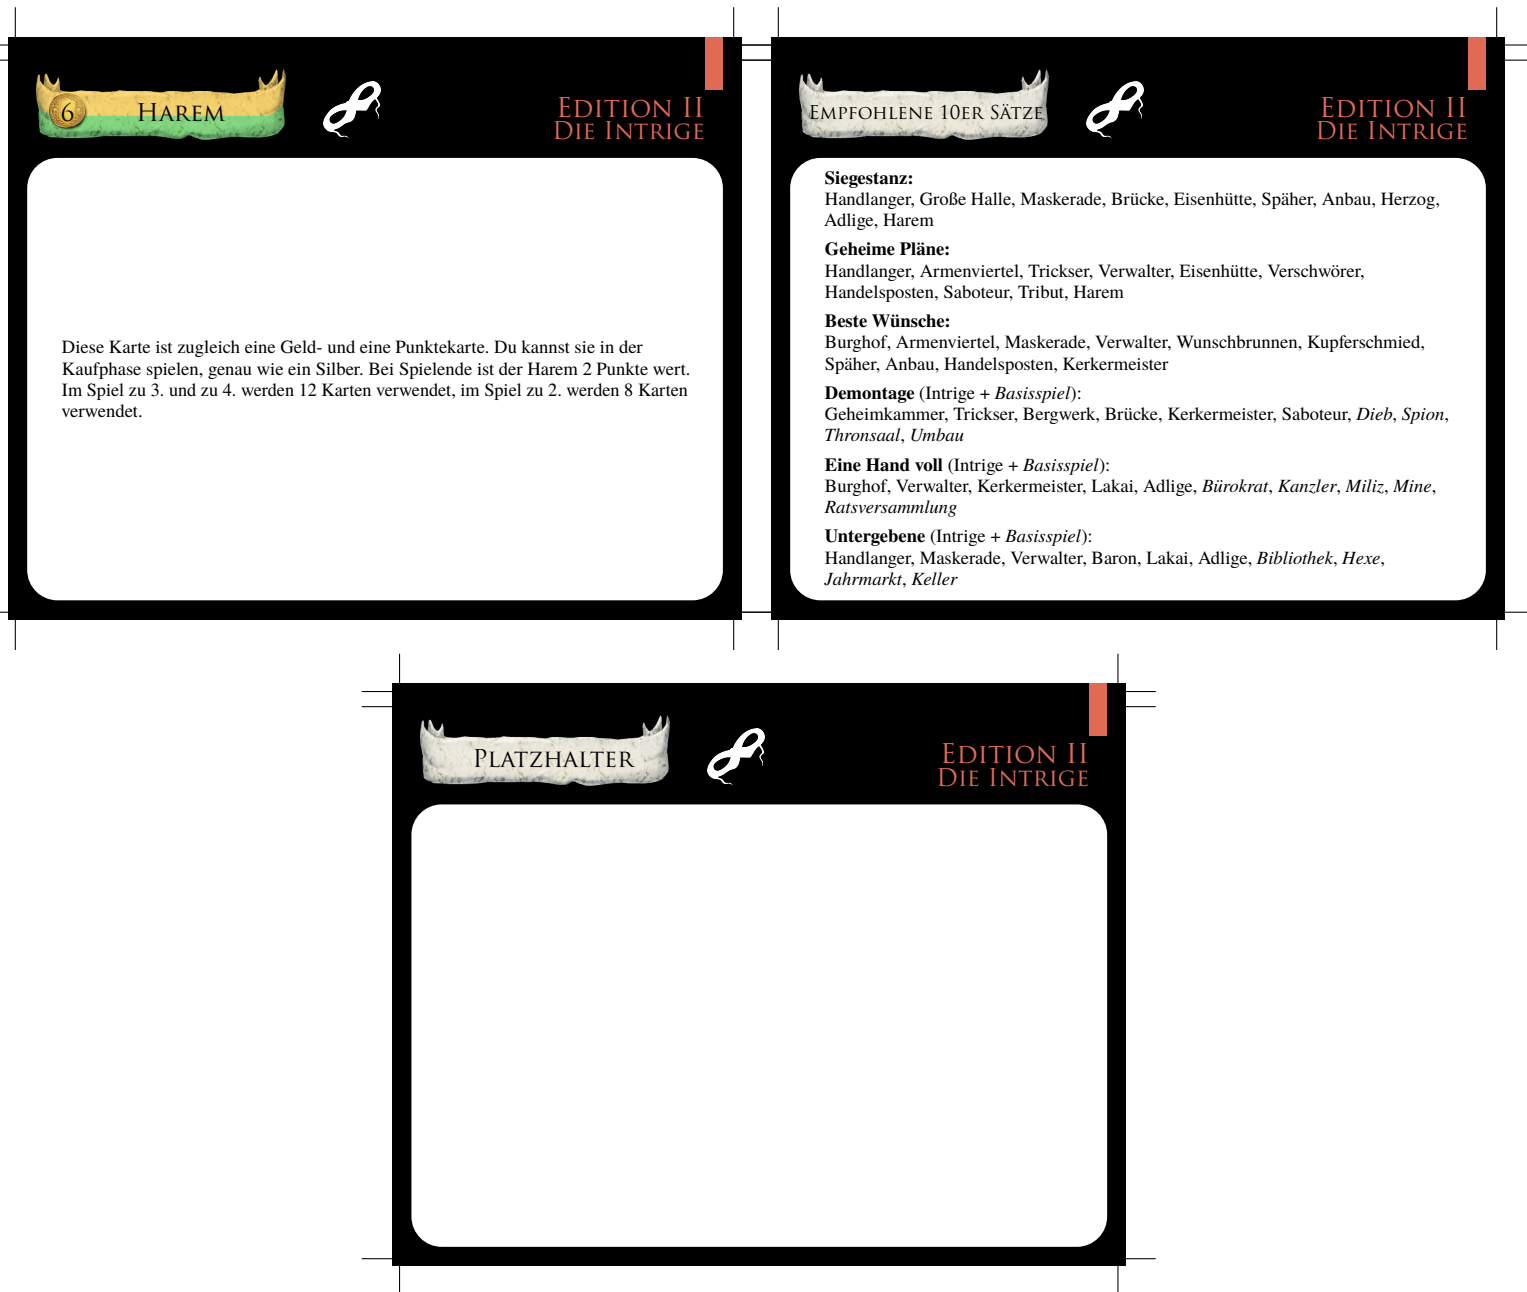 6
Harem
Edition II
Die Intrige
Diese Karte ist zugleich eine Geld- und eine Punktekarte. Du kannst sie in der
Kaufphase spielen, genau wie ein Silber. Bei Spielende ist der Harem 2 Punkte wert.
Im Spiel zu 3. und zu 4. werden 12 Karten verwendet, im Spiel zu 2. werden 8 Karten
verwendet.
Empfohlene 10er Sätze
Edition II
Die Intrige
Siegestanz:
Handlanger, Große Halle, Maskerade, Brücke, Eisenhütte, Späher, Anbau, Herzog,
Adlige, Harem
Geheime Pläne:
Handlanger, Armenviertel, Trickser, Verwalter, Eisenhütte, Verschwörer,
Handelsposten, Saboteur, Tribut, Harem
Beste Wünsche:
Burghof, Armenviertel, Maskerade, Verwalter, Wunschbrunnen, Kupferschmied,
Späher, Anbau, Handelsposten, Kerkermeister
Demontage (Intrige + Basisspiel):
Geheimkammer, Trickser, Bergwerk, Brücke, Kerkermeister, Saboteur, Dieb, Spion,
Thronsaal, Umbau
Eine Hand voll (Intrige + Basisspiel):
Burghof, Verwalter, Kerkermeister, Lakai, Adlige, Bürokrat, Kanzler, Miliz, Mine,
Ratsversammlung
Untergebene (Intrige + Basisspiel):
Handlanger, Maskerade, Verwalter, Baron, Lakai, Adlige, Bibliothek, Hexe,
Jahrmarkt, Keller
Platzhalter
Edition II
Die Intrige